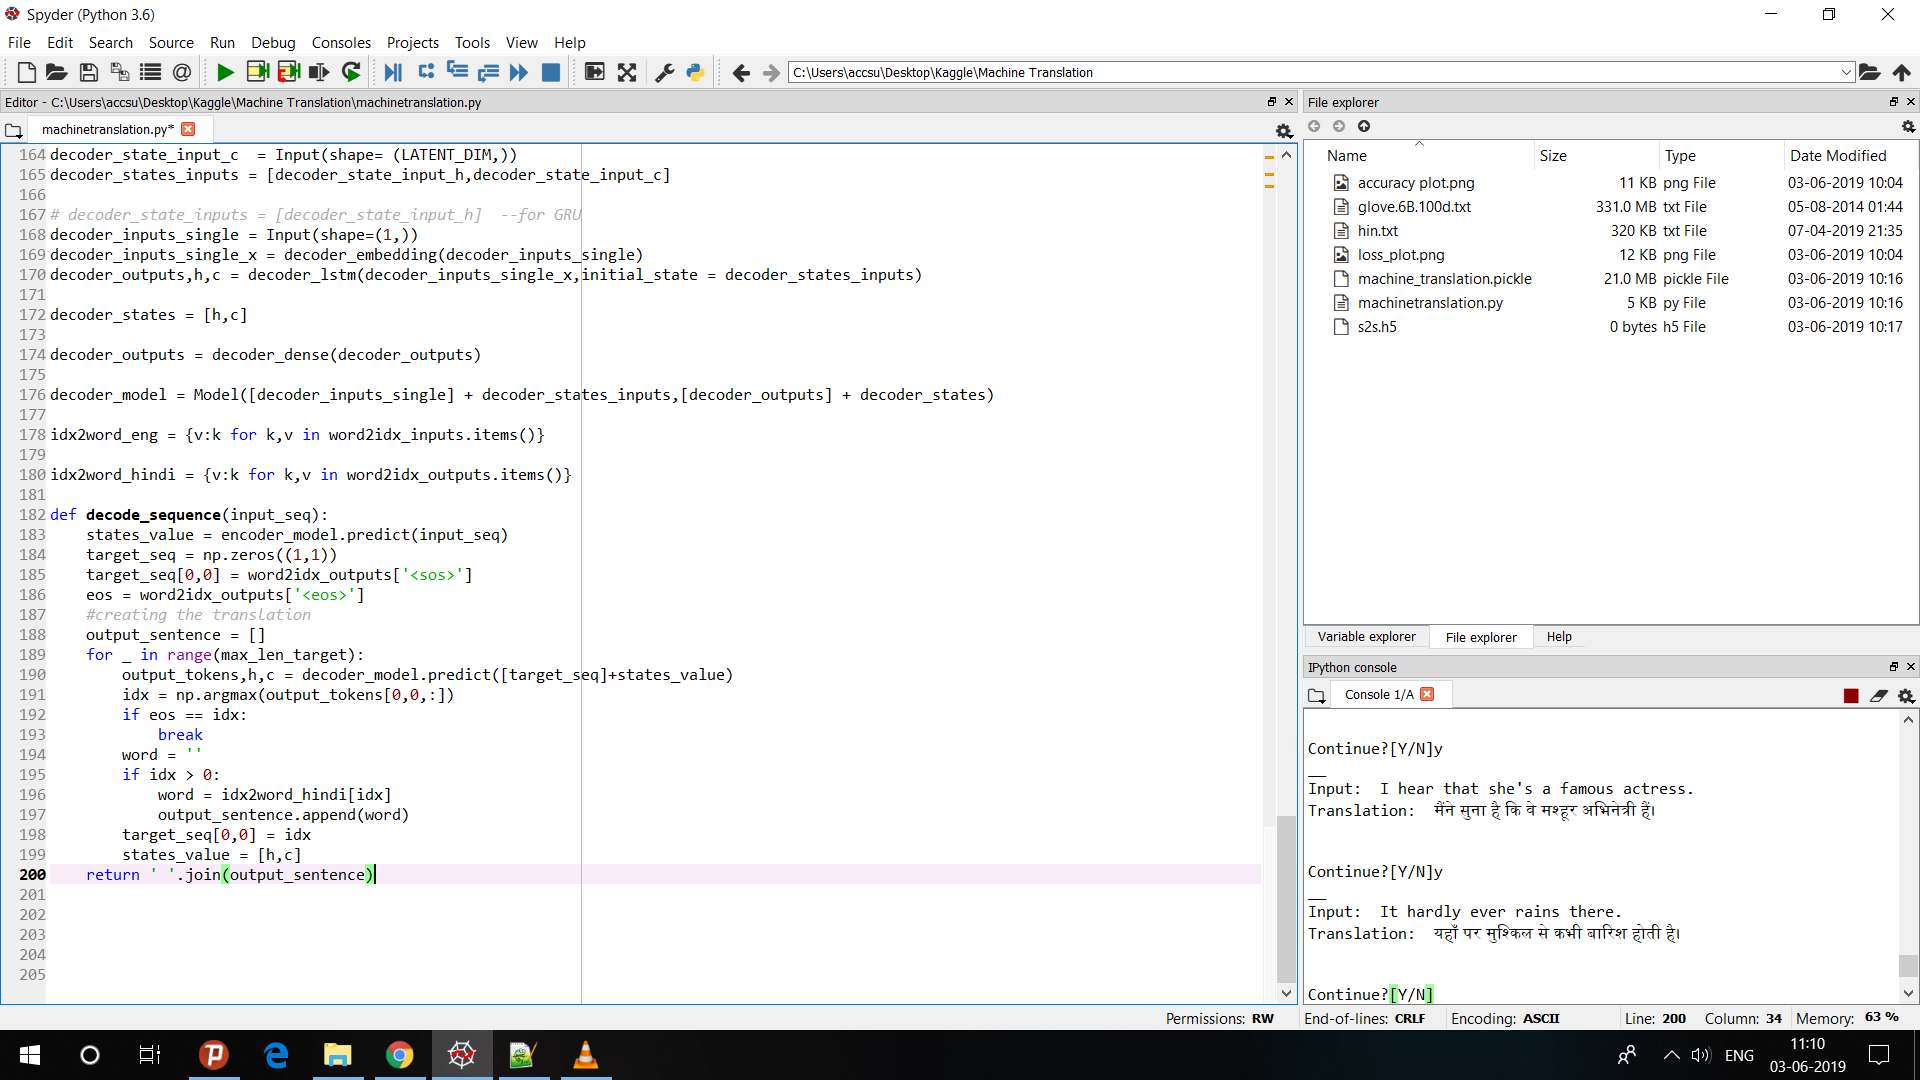 Spyder (Python 3.6)
File Edit Search Source Run Debug Consoles Projects Tools View Help
C:\Users\accsu\Desktop\Kaggle\Machine Translation
Editor - C:\Users\accsu\Desktop\Kaggle\Machine Translation\machinetranslation.py
machinetranslation.py*
164 decoder_state_input_c  = Input(shape= (LATENT_DIM,))
165 decoder_states_inputs = [decoder_state_input_h,decoder_state_input_c]
166
167 # decoder_state_inputs = [decoder_state_input_h]  --for GRU
168 decoder_inputs_single = Input(shape=(1,))
169 decoder_inputs_single_x = decoder_embedding(decoder_inputs_single)
170 decoder_outputs,h,c = decoder_lstm(decoder_inputs_single_x,initial_state = decoder_states_inputs)
171
172 decoder_states = [h,c]
173
174 decoder_outputs = decoder_dense(decoder_outputs)
175
176 decoder_model = Model([decoder_inputs_single] + decoder_states_inputs,[decoder_outputs] + decoder_states)
177
178 idx2word_eng = {v:k for k,v in word2idx_inputs.items()}
179
180 idx2word_hindi = {v:k for k,v in word2idx_outputs.items()}
181
182 def decode_sequence(input_seq):
183     states_value = encoder_model.predict(input_seq)
184     target_seq = np.zeros((1,1))
185     target_seq[0,0] = word2idx_outputs['<sos>']
186     eos = word2idx_outputs['<eos>']
187     #creating the translation
188     output_sentence = []
189     for _ in range(max_len_target):
190         output_tokens,h,c = decoder_model.predict([target_seq]+states_value)
191         idx = np.argmax(output_tokens[0,0,:])
192         if eos == idx:
193             break
194         word = ''
195         if idx > 0:
196             word = idx2word_hindi[idx]
197             output_sentence.append(word)
198         target_seq[0,0] = idx
199         states_value = [h,c]
200     return ' '.join(output_sentence)
201
202
203
204
205
File explorer
Name Size Type Date Modified
accuracy plot.png 11 KB png File 03-06-2019 10:04
glove.6B.100d.txt 331.0 MB txt File 05-08-2014 01:44
hin.txt 320 KB txt File 07-04-2019 21:35
loss_plot.png 12 KB png File 03-06-2019 10:04
machine_translation.pickle 21.0 MB pickle File 03-06-2019 10:16
machinetranslation.py 5 KB py File 03-06-2019 10:16
s2s.h5 0 bytes h5 File 03-06-2019 10:17
Variable explorer File explorer Help
IPython console
Console 1/A
Continue?[Y/N]y
__
Input:  I hear that she's a famous actress.
Translation:  मैंने सुना है कि वे मश्हूर अभिनेत्री हैं।
Continue?[Y/N]y
__
Input:  It hardly ever rains there.
Translation:  यहाँ पर मुश्किल से कभी बारिश होती है।
Continue?[Y/N]
Permissions: RW End-of-lines: CRLF Encoding: ASCII Line: 200 Column: 34 Memory: 63 %
ENG
11:10
03-06-2019